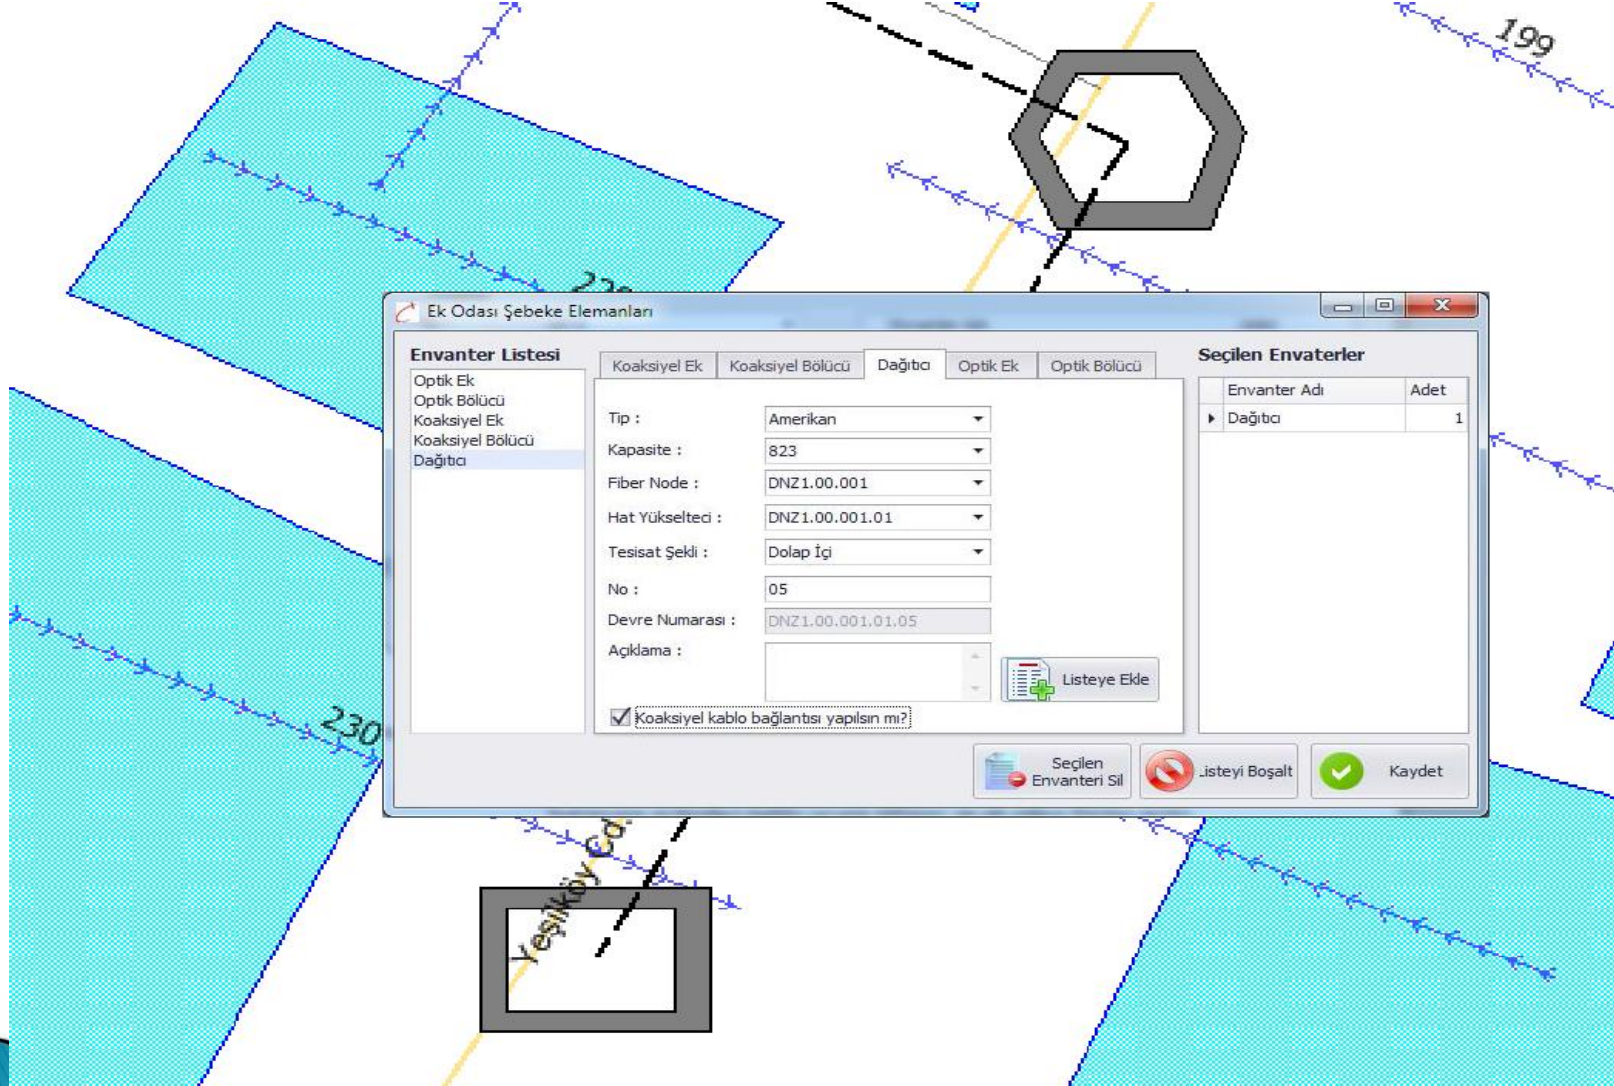 199
Ek Odası Şebeke Elemanları
Envanter Listesi
Optik Ek
Optik Bölücü
Koaksiyel Ek
Koaksiyel Bölücü
Dağıtıcı
Koaksiyel Ek
Koaksiyel Bölücü
Dağıtıcı
Optik Ek
Optik Bölücü
Tip :
Amerikan
Kapasite :
823
Fiber Node :
DNZ1.00.001
Hat Yükselteci :
DNZ1.00.001.01
Tesisat Şekli :
Dolap İçi
No :
05
Devre Numarası :
DNZ1.00.001.01.05
Açıklama :
Listeye Ekle
Koaksiyel kablo bağlantısı yapılsın mı?
Seçilen Envaterler
Envanter Adı
Adet
Dağıtıcı
1
Seçilen
Envanteri Sil
Listeyi Boşalt
Kaydet
230
Yeşilköy Cd.